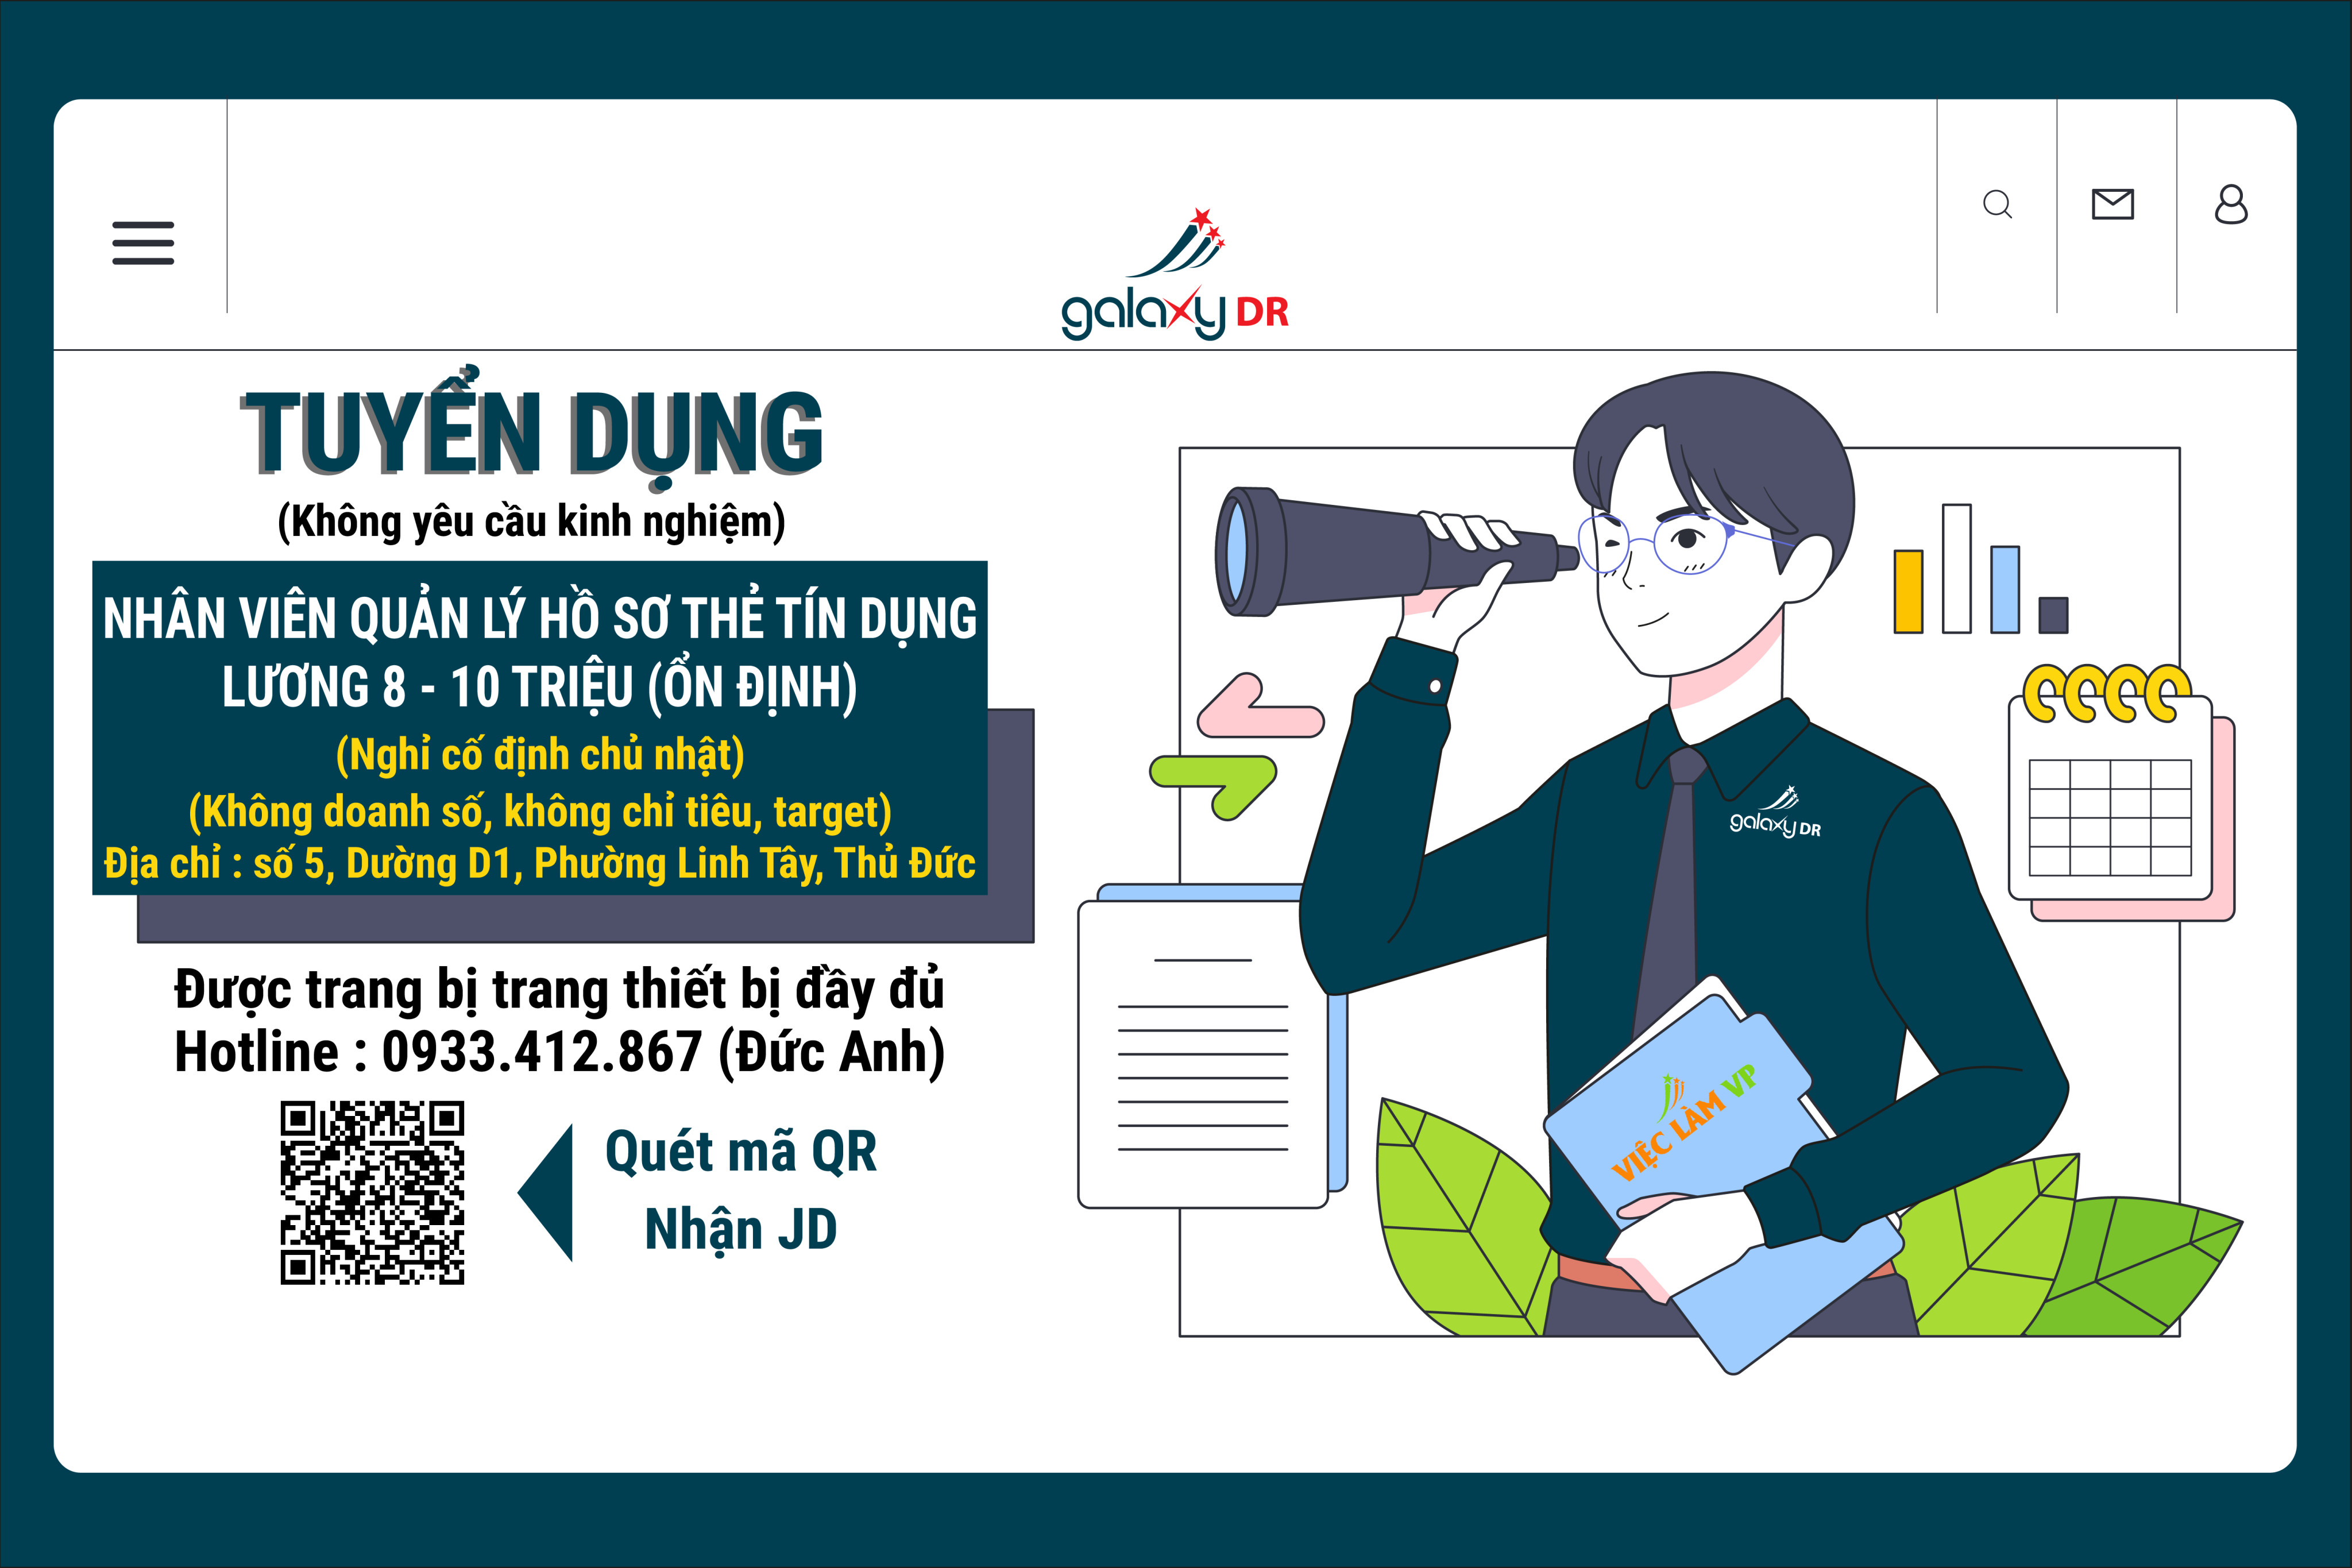 galaxy DR
TUYỂN DỤNG
(Không yêu cầu kinh nghiệm)
NHÂN VIÊN QUẢN LÝ HỒ SƠ THẺ TÍN DỤNG
LƯƠNG 8 - 10 TRIỆU (ỔN ĐỊNH)
(Nghỉ cố định chủ nhật)
(Không doanh số, không chỉ tiêu, target)
Địa chỉ : số 5, Dường D1, Phường Linh Tây, Thủ Đức
Được trang bị trang thiết bị đầy đủ
Hotline : 0933.412.867 (Đức Anh)
Quét mã QR
Nhận JD
galaxy DR
VIỆC LÀM VP